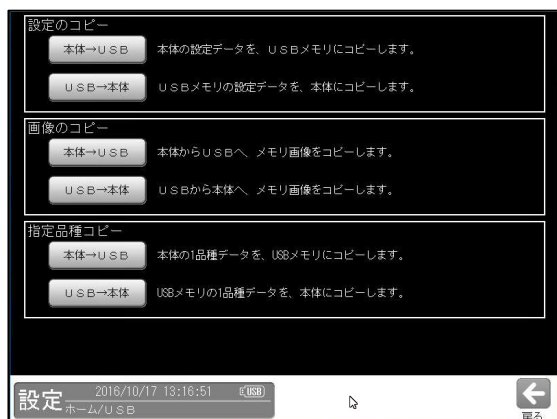 設定のコピー
本体→USB 本体の設定データを、USBメモリにコピーします。
USB→本体 USBメモリの設定データを、本体にコピーします。
画像のコピー
本体→USB 本体からUSBへ、メモリ画像をコピーします。
USB→本体 USBから本体へ、メモリ画像をコピーします。
指定品種コピー
本体→USB 本体の1品種データを、USBメモリにコピーします。
USB→本体 USBメモリの1品種データを、本体にコピーします。
設定 2016/10/17 13:16:51 USB
ホーム/USB
戻る